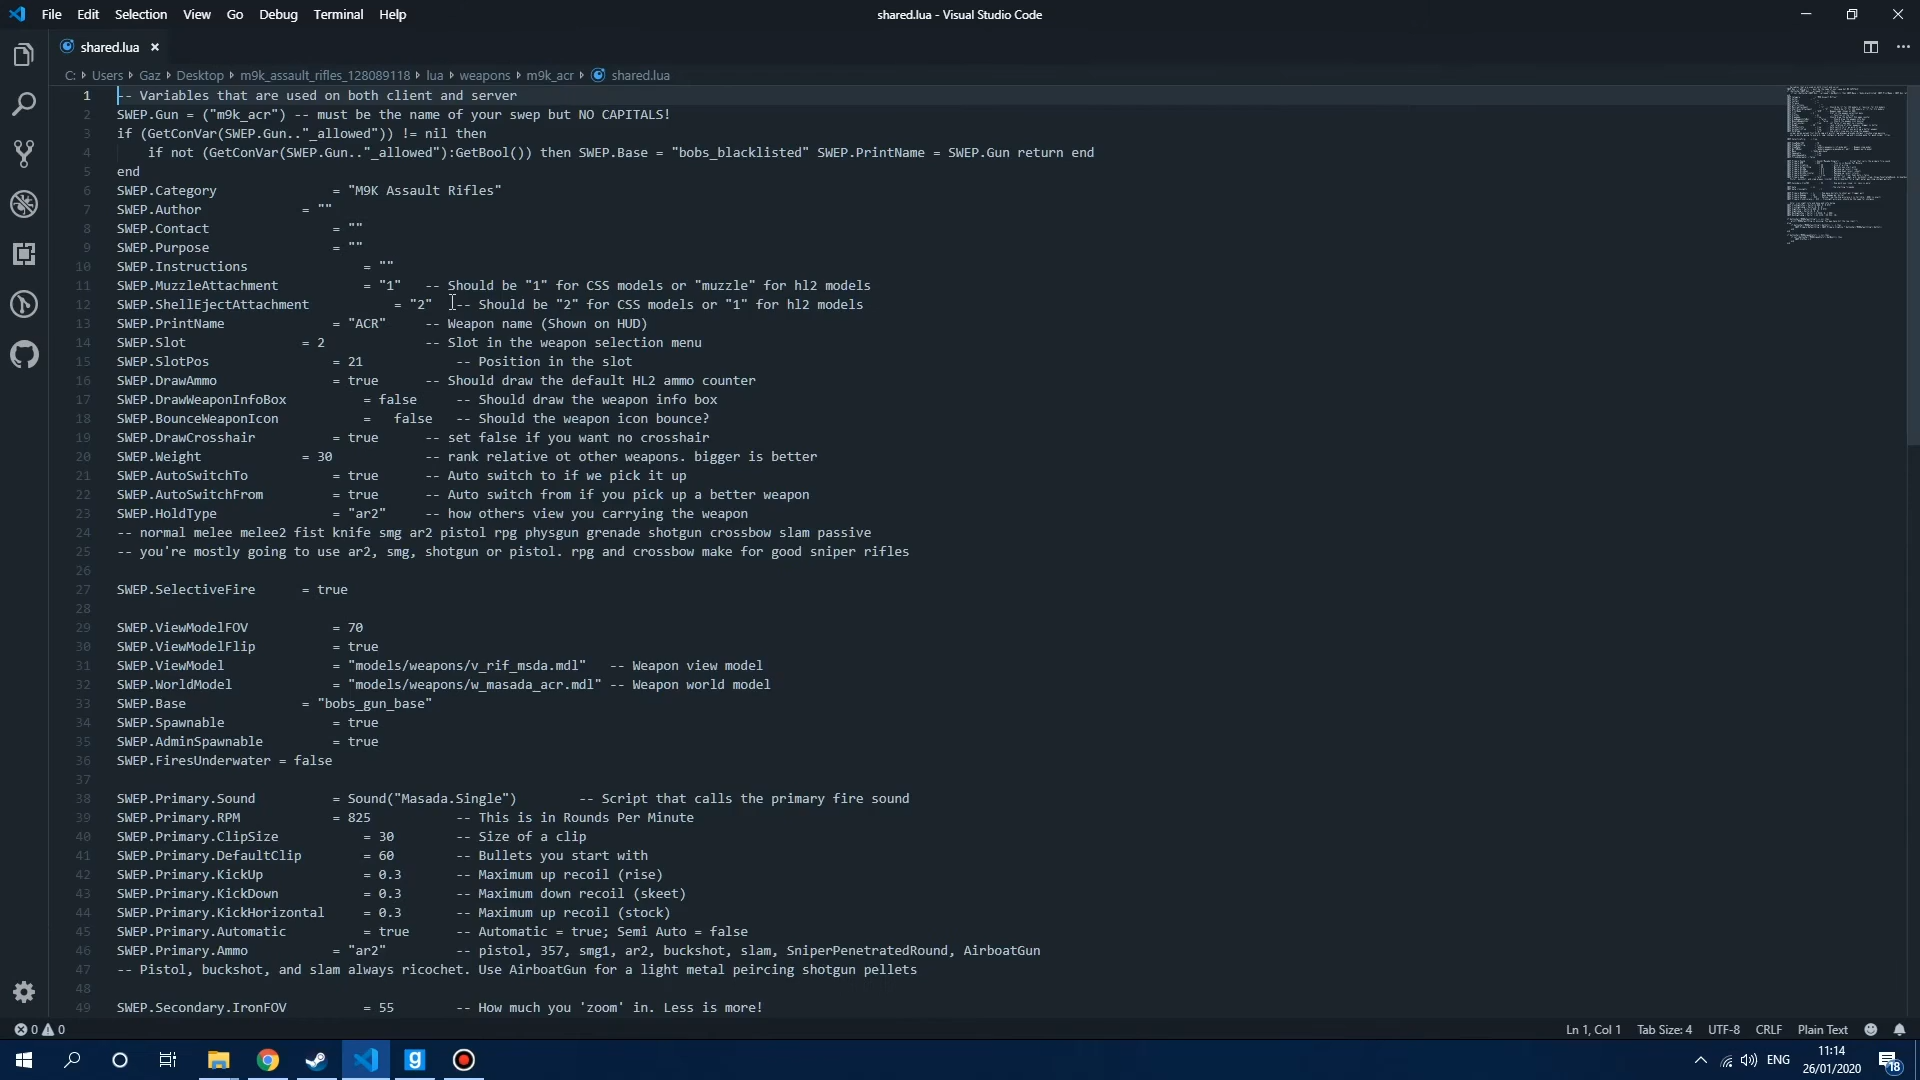 File Edit Selection View Go Debug Terminal Help
shared.lua - Visual Studio Code
shared.lua
C: Users Gaz Desktop m9k_assault_rifles_128089118 lua weapons m9k_acr shared.lua
1 -- Variables that are used on both client and server
2 SWEP.Gun = ("m9k_acr") -- must be the name of your swep but NO CAPITALS!
3 if (GetConVar(SWEP.Gun.."_allowed")) != nil then
4 if not (GetConVar(SWEP.Gun.."_allowed"):GetBool()) then SWEP.Base = "bobs_blacklisted" SWEP.PrintName = SWEP.Gun return end
5 end
6 SWEP.Category = "M9K Assault Rifles"
7 SWEP.Author = ""
8 SWEP.Contact = ""
9 SWEP.Purpose = ""
10 SWEP.Instructions = ""
11 SWEP.MuzzleAttachment = "1" -- Should be "1" for CSS models or "muzzle" for hl2 models
12 SWEP.ShellEjectAttachment = "2" -- Should be "2" for CSS models or "1" for hl2 models
13 SWEP.PrintName = "ACR" -- Weapon name (Shown on HUD)
14 SWEP.Slot = 2 -- Slot in the weapon selection menu
15 SWEP.SlotPos = 21 -- Position in the slot
16 SWEP.DrawAmmo = true -- Should draw the default HL2 ammo counter
17 SWEP.DrawWeaponInfoBox = false -- Should draw the weapon info box
18 SWEP.BounceWeaponIcon = false -- Should the weapon icon bounce?
19 SWEP.DrawCrosshair = true -- set false if you want no crosshair
20 SWEP.Weight = 30 -- rank relative ot other weapons. bigger is better
21 SWEP.AutoSwitchTo = true -- Auto switch to if we pick it up
22 SWEP.AutoSwitchFrom = true -- Auto switch from if you pick up a better weapon
23 SWEP.HoldType = "ar2" -- how others view you carrying the weapon
24 -- normal melee melee2 fist knife smg ar2 pistol rpg physgun grenade shotgun crossbow slam passive
25 -- you're mostly going to use ar2, smg, shotgun or pistol. rpg and crossbow make for good sniper rifles
26
27 SWEP.SelectiveFire = true
28
29 SWEP.ViewModelFOV = 70
30 SWEP.ViewModelFlip = true
31 SWEP.ViewModel = "models/weapons/v_rif_msda.mdl" -- Weapon view model
32 SWEP.WorldModel = "models/weapons/w_masada_acr.mdl" -- Weapon world model
33 SWEP.Base = "bobs_gun_base"
34 SWEP.Spawnable = true
35 SWEP.AdminSpawnable = true
36 SWEP.FiresUnderwater = false
37
38 SWEP.Primary.Sound = Sound("Masada.Single") -- Script that calls the primary fire sound
39 SWEP.Primary.RPM = 825 -- This is in Rounds Per Minute
40 SWEP.Primary.ClipSize = 30 -- Size of a clip
41 SWEP.Primary.DefaultClip = 60 -- Bullets you start with
42 SWEP.Primary.KickUp = 0.3 -- Maximum up recoil (rise)
43 SWEP.Primary.KickDown = 0.3 -- Maximum down recoil (skeet)
44 SWEP.Primary.KickHorizontal = 0.3 -- Maximum up recoil (stock)
45 SWEP.Primary.Automatic = true -- Automatic = true; Semi Auto = false
46 SWEP.Primary.Ammo = "ar2" -- pistol, 357, smg1, ar2, buckshot, slam, SniperPenetratedRound, AirboatGun
47 -- Pistol, buckshot, and slam always ricochet. Use AirboatGun for a light metal peircing shotgun pellets
48
49 SWEP.Secondary.IronFOV = 55 -- How much you 'zoom' in. Less is more!
0 0
Ln 1, Col 1 Tab Size: 4 UTF-8 CRLF Plain Text
g
ENG
11:14
26/01/2020
18